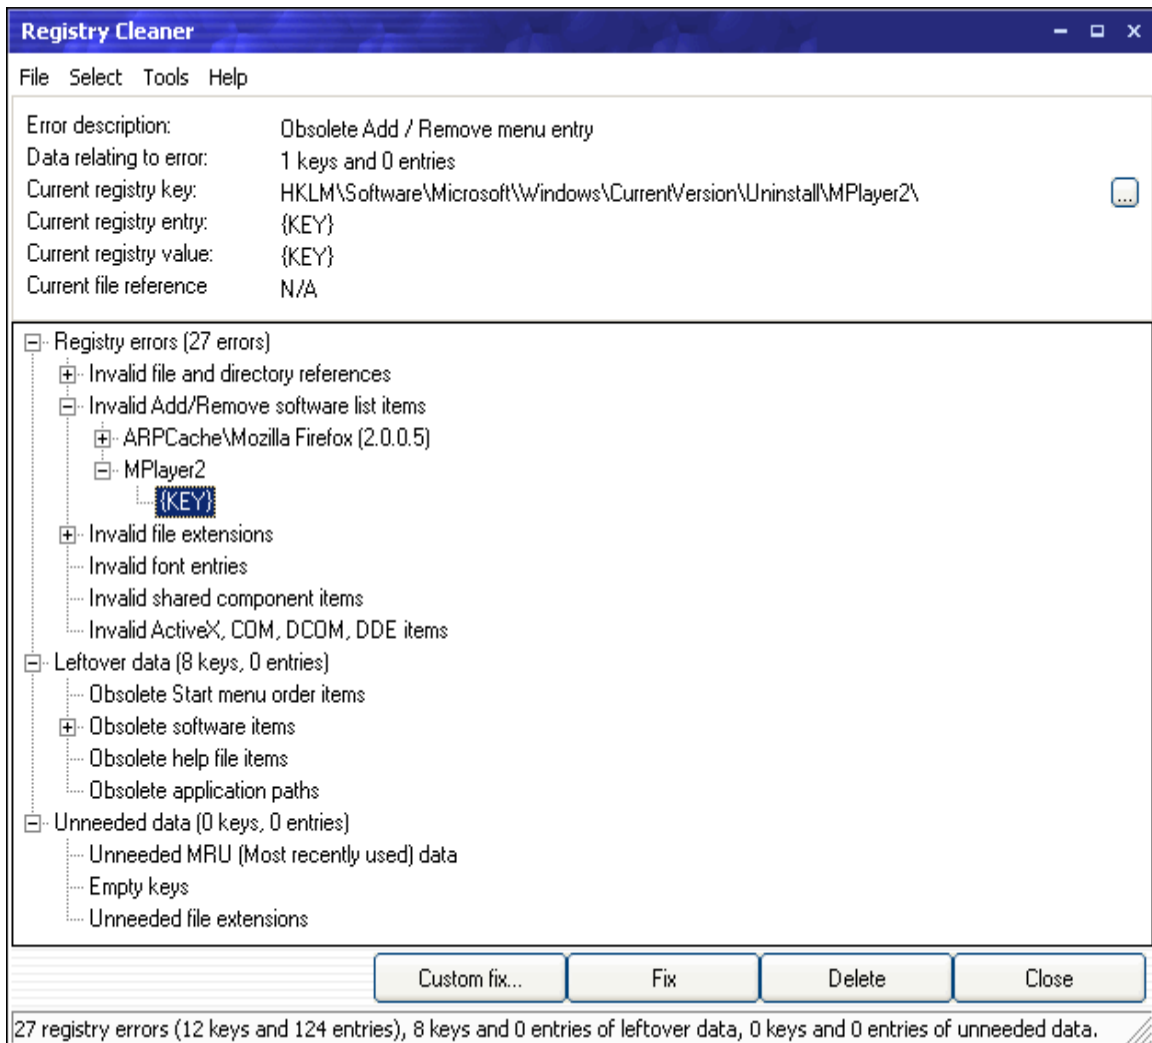 Registry Cleaner
File Select Tools Help
Error description: Obsolete Add / Remove menu entry
Data relating to error: 1 keys and 0 entries
Current registry key: HKLM\Software\Microsoft\Windows\CurrentVersion\Uninstall\MPlayer2\ ...
Current registry entry: {KEY}
Current registry value: {KEY}
Current file reference N/A
Registry errors (27 errors)
Invalid file and directory references
Invalid Add/Remove software list items
ARPCache\Mozilla Firefox (2.0.0.5)
MPlayer2
{KEY}
Invalid file extensions
Invalid font entries
Invalid shared component items
Invalid ActiveX, COM, DCOM, DDE items
Leftover data (8 keys, 0 entries)
Obsolete Start menu order items
Obsolete software items
Obsolete help file items
Obsolete application paths
Unneeded data (0 keys, 0 entries)
Unneeded MRU (Most recently used) data
Empty keys
Unneeded file extensions
Custom fix... Fix Delete Close
27 registry errors (12 keys and 124 entries), 8 keys and 0 entries of leftover data, 0 keys and 0 entries of unneeded data.